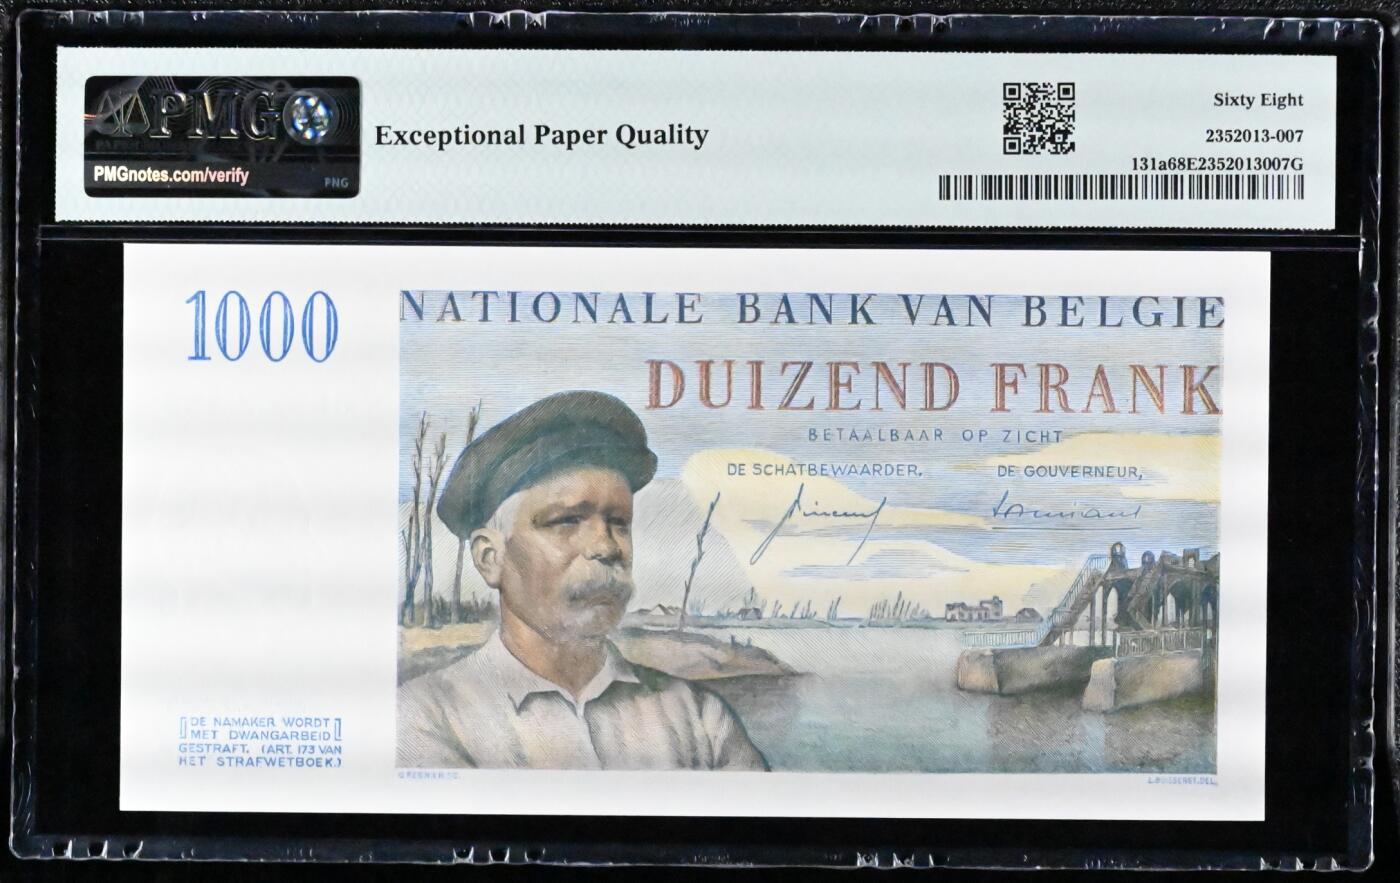 PMG
PMGnotes.com/verify
PNG
Exceptional Paper Quality
Sixty Eight
2352013-007
131a68E2352013007G
1000
NATIONALE BANK VAN BELGIE
DUIZEND FRANK
BETAALBAAR OP ZICHT
DE SCHATBEWAARDER,
DE GOUVERNEUR,
DE NAMAKER WORDT
MET DWANGARBEID
GESTRAFT. (ART. 173 VAN
HET STRAFWETBOEK.)
L. BUISSERET. DEL.